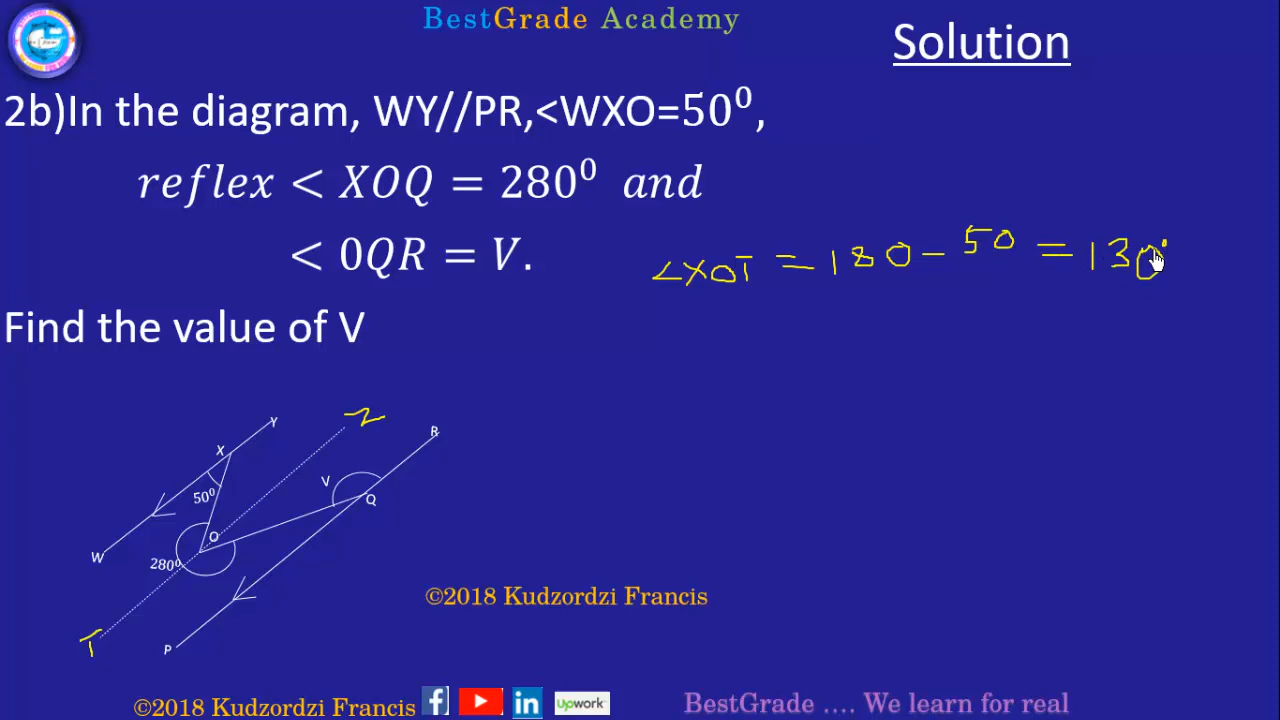 BestGrade Academy
Solution
2b)In the diagram, WY//PR,<WXO=50⁰,
reflex < XOQ = 280⁰ and
< 0QR = V.
∠XOT = 180 – 50 = 130°
Find the value of V
Z
Y
R
X
V
50⁰
Q
O
W
280⁰
T
P
©2018 Kudzordzi Francis
©2018 Kudzordzi Francis
f
in
upwork
BestGrade .... We learn for real